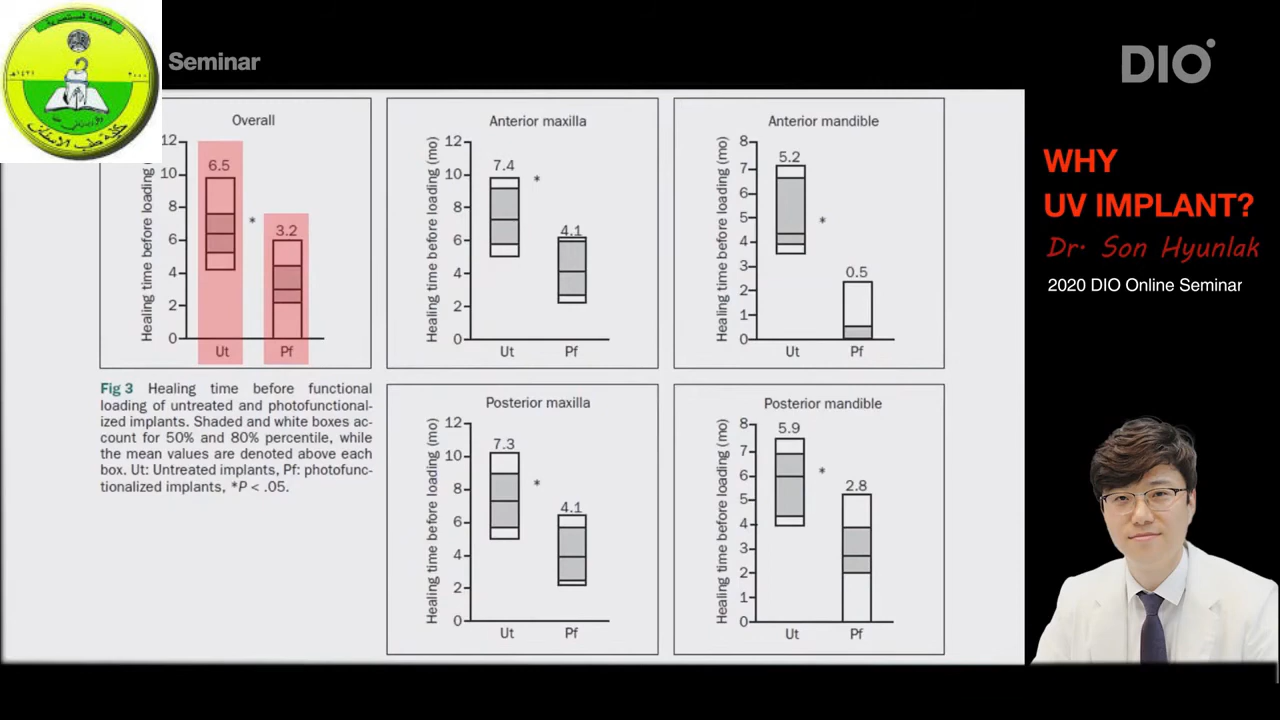 الجامعة المستنصرية
كلية طب الاسنان
Seminar
DIO
WHY
UV IMPLANT?
Dr. Son Hyunlak
2020 DIO Online Seminar
Overall
Healing time before loading
12
10
8
6
4
2
0
6.5
*
3.2
Ut Pf
Anterior maxilla
Healing time before loading (mo)
12
10
8
6
4
2
0
7.4
*
4.1
Ut Pf
Anterior mandible
Healing time before loading (mo)
8
7
6
5
4
3
2
1
0
5.2
*
0.5
Ut Pf
Fig 3 Healing time before functional
loading of untreated and photofunctional-
ized implants. Shaded and white boxes ac-
count for 50% and 80% percentile, while
the mean values are denoted above each
box. Ut: Untreated implants, Pf: photofunc-
tionalized implants, *P < .05.
Posterior maxilla
Healing time before loading (mo)
12
10
8
6
4
2
0
7.3
*
4.1
Ut Pf
Posterior mandible
Healing time before loading (mo)
8
7
6
5
4
3
2
1
0
5.9
*
2.8
Ut Pf